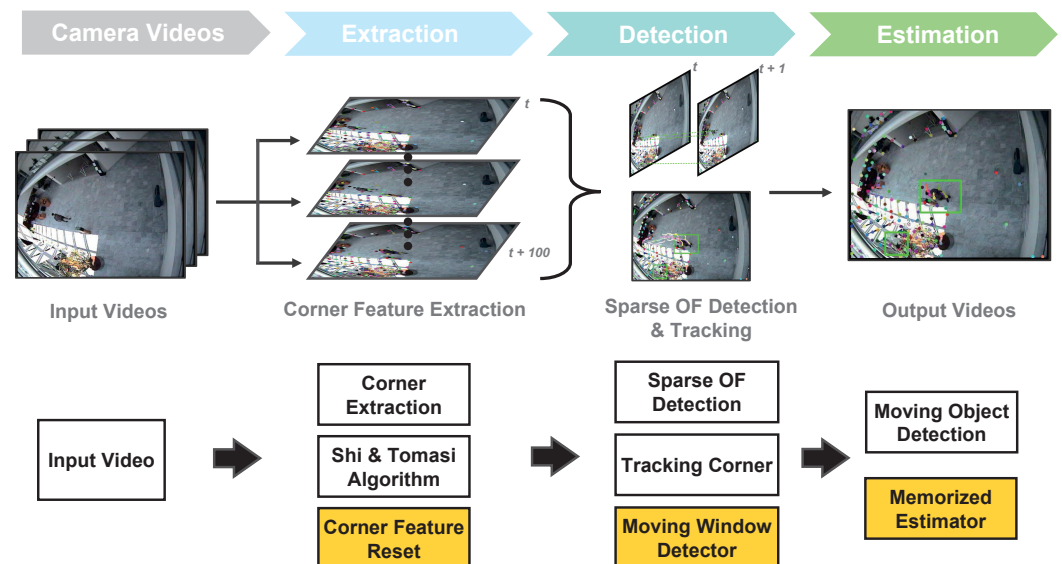 Camera Videos
Extraction
Detection
Estimation
t
t + 1
t
t + 100
Input Videos
Corner Feature Extraction
Sparse OF Detection
& Tracking
Output Videos
Input Video
Corner
Extraction
Shi & Tomasi
Algorithm
Corner Feature
Reset
Sparse OF
Detection
Tracking Corner
Moving Window
Detector
Moving Object
Detection
Memorized
Estimator